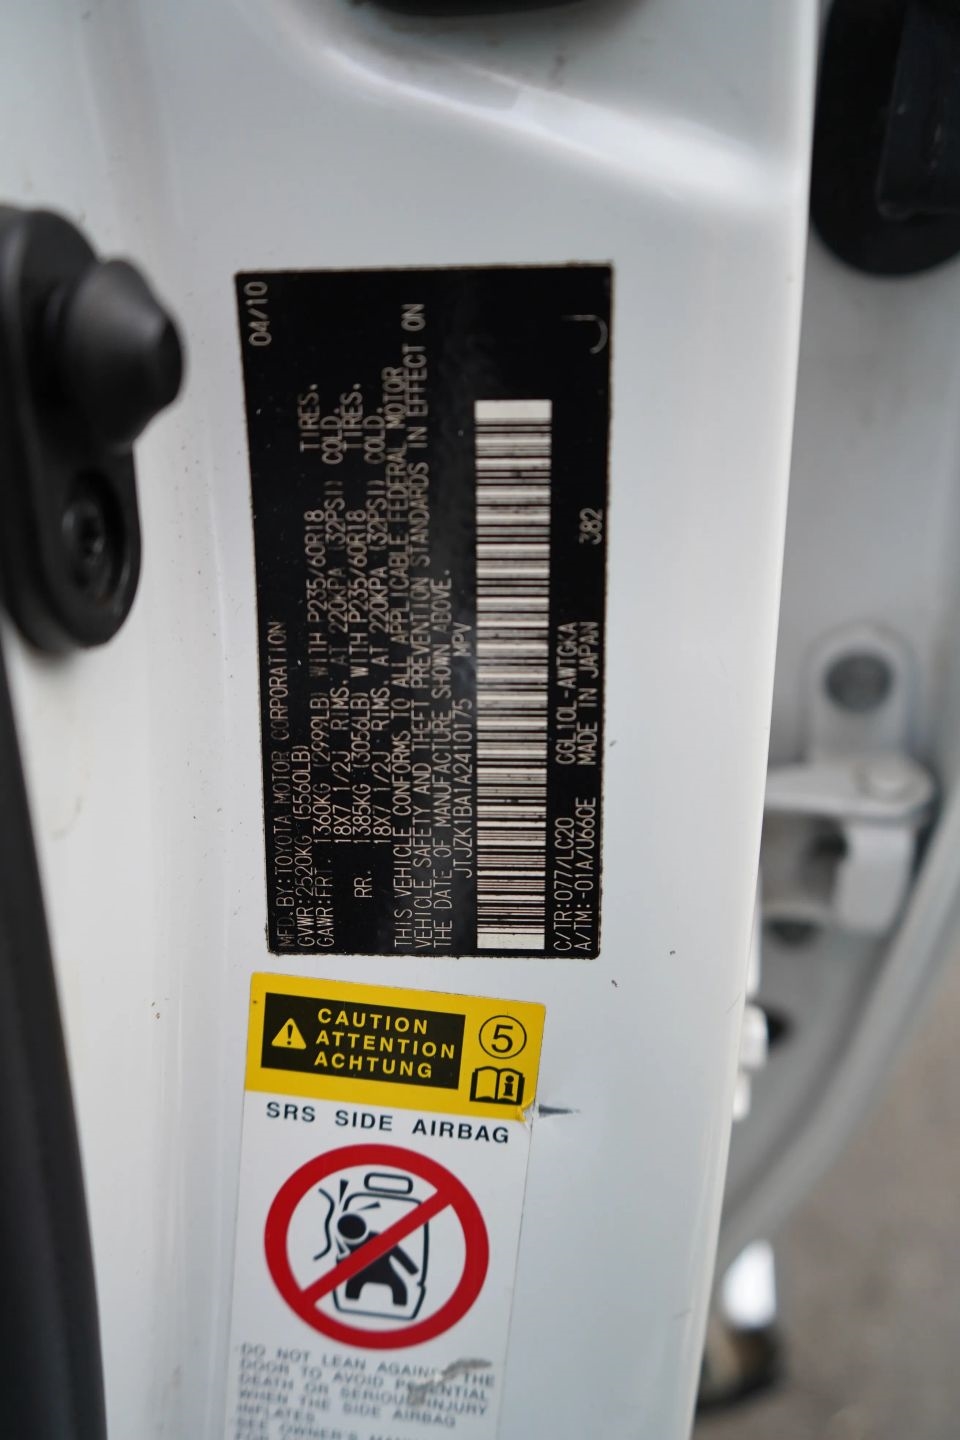 04/10
MFD.BY:TOYOTA MOTOR CORPORATION
GVWR:2520KG (5560LB)
GAWR:FRT. 1360KG (2999LB) WITH P235/60R18 TIRES.
18X7 1/2J RIMS. AT 220KPA (32PSI) COLD.
RR. 1385KG (3056LB) WITH P235/60R18 TIRES.
18X7 1/2J RIMS. AT 220KPA (32PSI) COLD.
THIS VEHICLE CONFORMS TO ALL APPLICABLE FEDERAL MOTOR
VEHICLE SAFETY AND THEFT PREVENTION STANDARDS IN EFFECT ON
THE DATE OF MANUFACTURE SHOWN ABOVE.
JTJZK1BA1A2410175 MPV
C/TR:077/LC20 CGL10L-AWTGKA
A/TM:-01A/U660E MADE IN JAPAN 382
J
CAUTION
ATTENTION
ACHTUNG
5
i
SRS SIDE AIRBAG
·DO NOT LEAN AGAINST THE
DOOR TO AVOID POTENTIAL
DEATH OR SERIOUS INJURY
WHEN THE SIDE AIRBAG
INFLATES.
·SEE OWNER'S